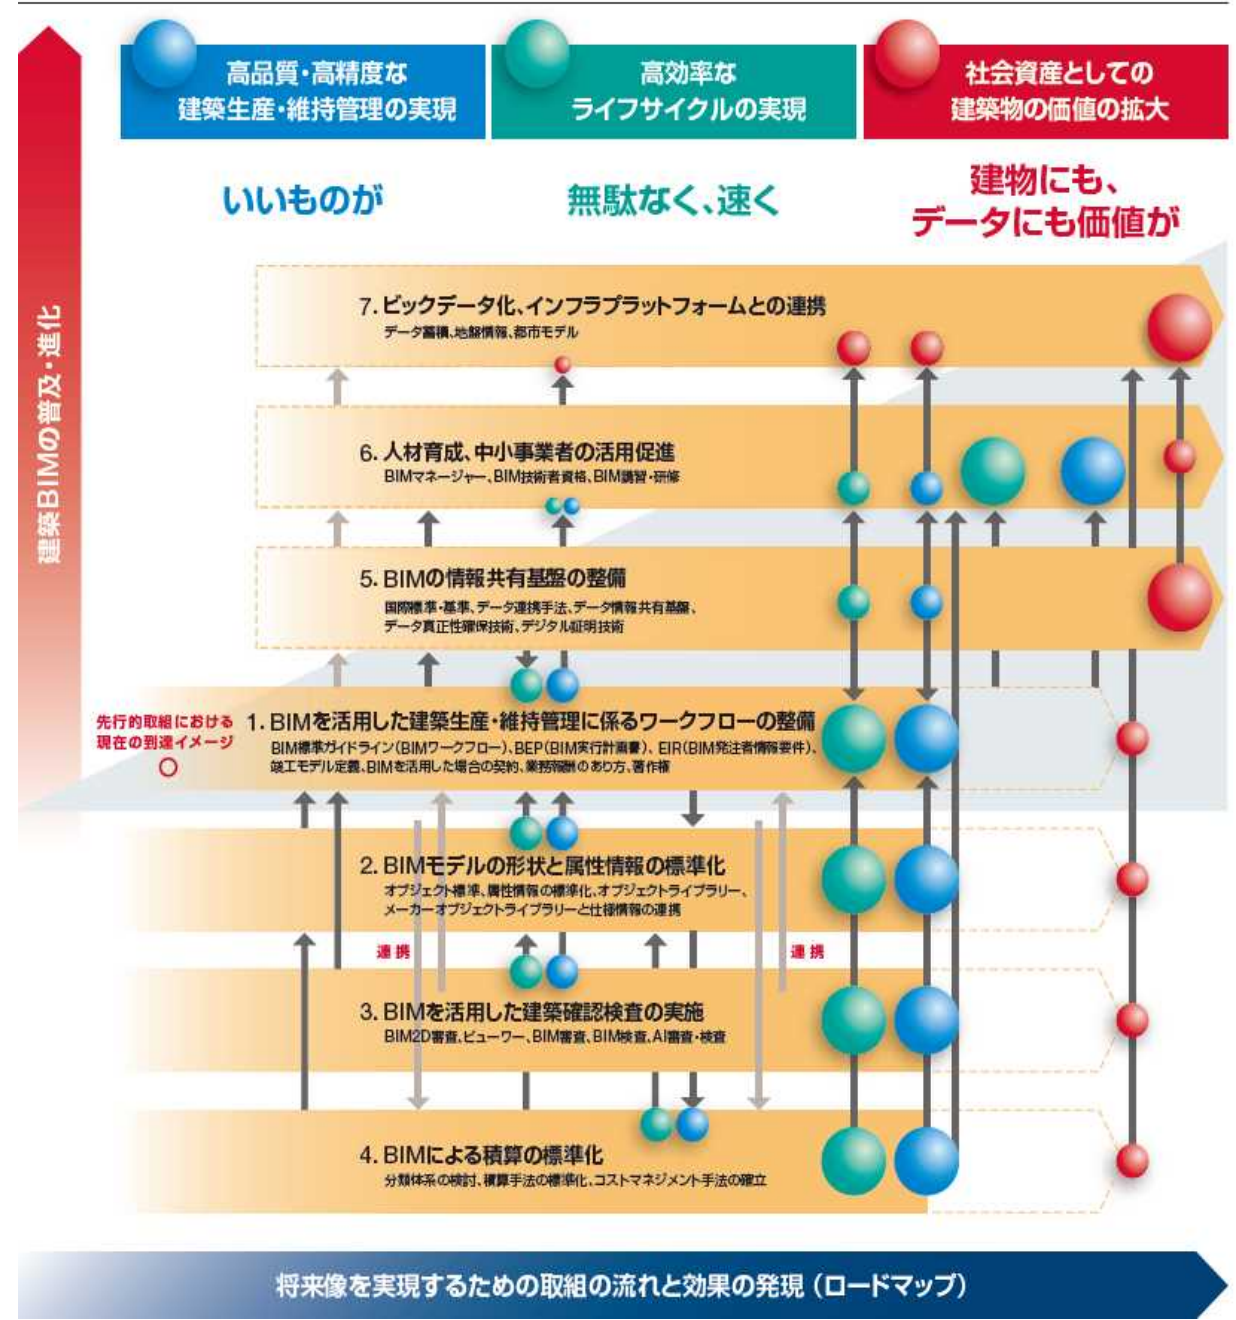 高品質・高精度な
建築生産・維持管理の実現
高効率な
ライフサイクルの実現
社会資産としての
建築物の価値の拡大
いいものが
無駄なく、速く
建物にも、
データにも価値が
建築BIMの普及・進化
7. ビックデータ化、インフラプラットフォームとの連携
データ蓄積、地盤情報、都市モデル
6. 人材育成、中小事業者の活用促進
BIMマネージャー、BIM技術者資格、BIM講習・研修
5. BIMの情報共有基盤の整備
国際標準・基準、データ連携手法、データ情報共有基盤、
データ真正性確保技術、デジタル証明技術
先行的取組における
現在の到達イメージ
1. BIMを活用した建築生産・維持管理に係るワークフローの整備
BIM標準ガイドライン(BIMワークフロー)、BEP(BIM実行計画書)、EIR(BIM発注者情報要件)、
竣工モデル定義、BIMを活用した場合の契約、業務報酬のあり方、著作権
2. BIMモデルの形状と属性情報の標準化
オブジェクト標準、属性情報の標準化、オブジェクトライブラリー、
メーカーオブジェクトライブラリーと仕様情報の連携
連携
連携
3. BIMを活用した建築確認検査の実施
BIM2D審査、ビューワー、BIM審査、BIM検査、AI審査・検査
4. BIMによる積算の標準化
分類体系の検討、積算手法の標準化、コストマネジメント手法の確立
将来像を実現するための取組の流れと効果の発現（ロードマップ）